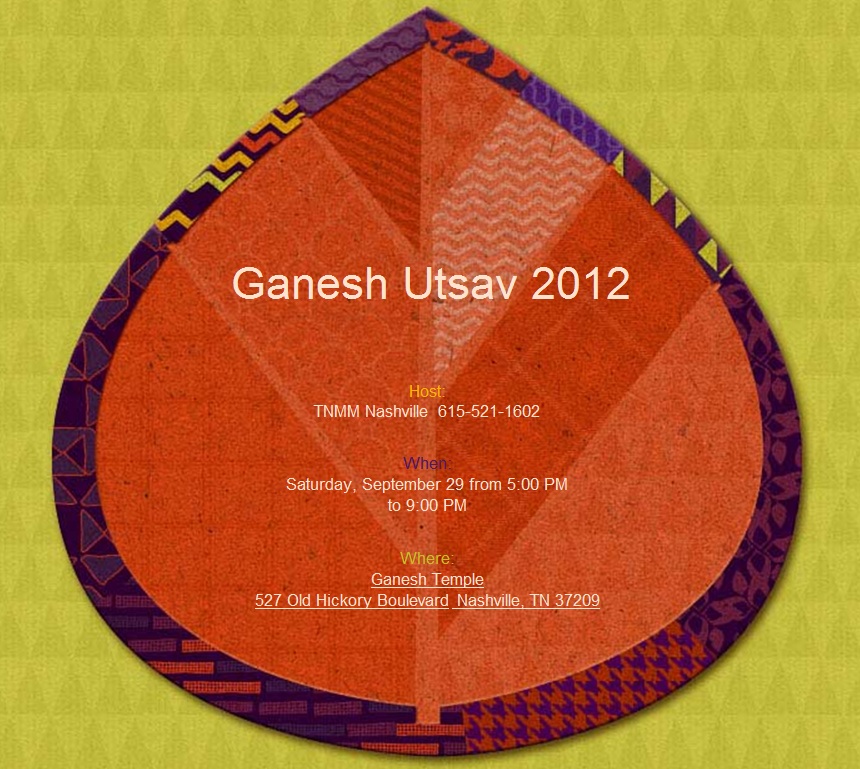 Ganesh Utsav 2012
Host:
TNMM Nashville 615-521-1602
When:
Saturday, September 29 from 5:00 PM
to 9:00 PM
Where:
Ganesh Temple
527 Old Hickory Boulevard Nashville, TN 37209